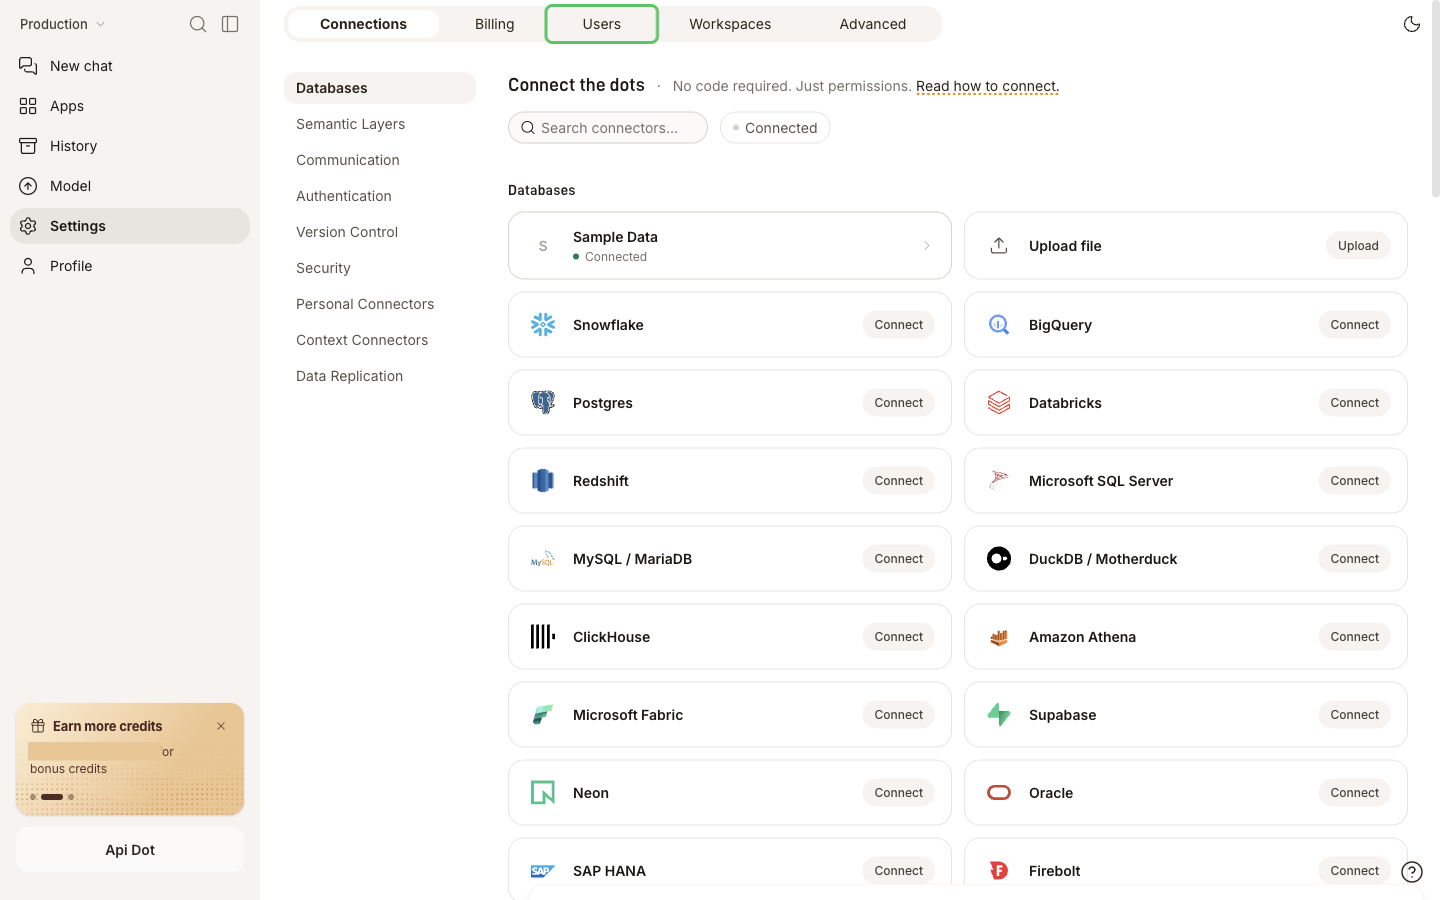 Production
New chat
Apps
History
Model
Settings
Profile
Earn more credits
or
bonus credits
Api Dot
Connections
Billing
Users
Workspaces
Advanced
Databases
Semantic Layers
Communication
Authentication
Version Control
Security
Personal Connectors
Context Connectors
Data Replication
Connect the dots · No code required. Just permissions. Read how to connect.
Search connectors...
Connected
Databases
S
Sample Data
Connected
Upload file
Upload
Snowflake
Connect
BigQuery
Connect
Postgres
Connect
Databricks
Connect
Redshift
Connect
Microsoft SQL Server
Connect
MySQL
MySQL / MariaDB
Connect
DuckDB / Motherduck
Connect
ClickHouse
Connect
Amazon Athena
Connect
Microsoft Fabric
Connect
Supabase
Connect
Neon
Connect
Oracle
Connect
SAP
SAP HANA
Connect
F
Firebolt
Connect
?